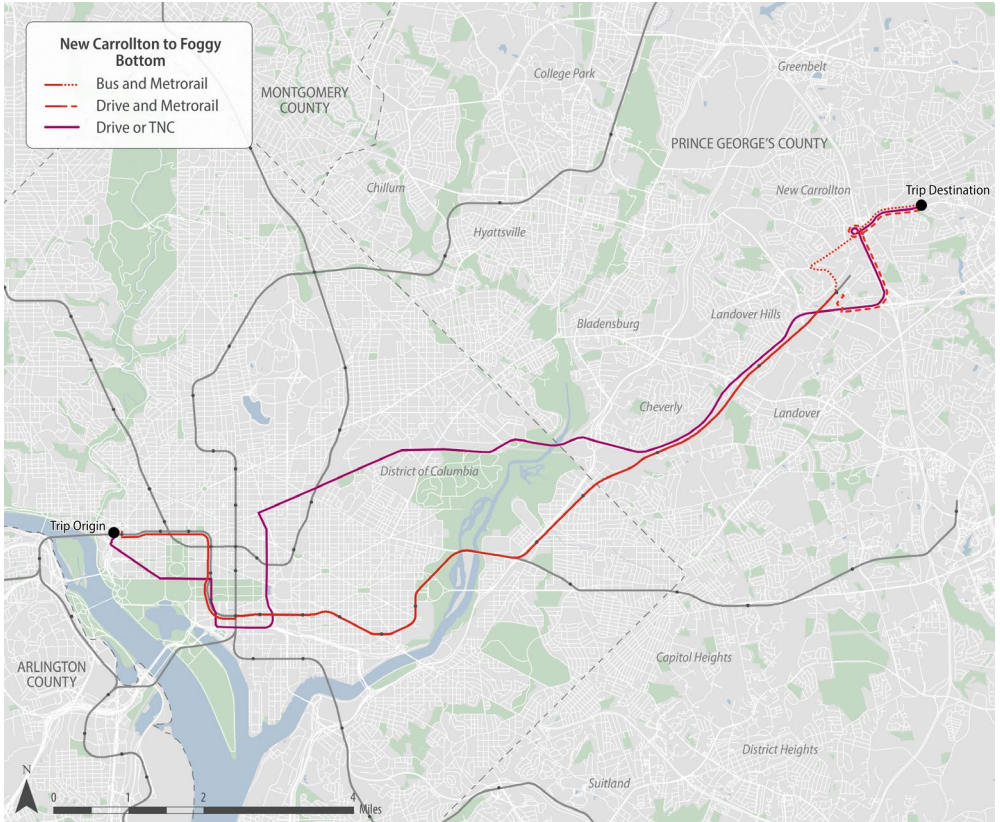 New Carrollton to Foggy
Bottom
Bus and Metrorail
Drive and Metrorail
Drive or TNC
MONTGOMERY
COUNTY
College Park
Greenbelt
PRINCE GEORGE'S COUNTY
Chillum
New Carrollton
Trip Destination
Hyattsville
Landover Hills
Bladensburg
Cheverly
Landover
District of Columbia
Trip Origin
ARLINGTON
COUNTY
Capitol Heights
District Heights
Suitland
N
0 1 2 4
Miles